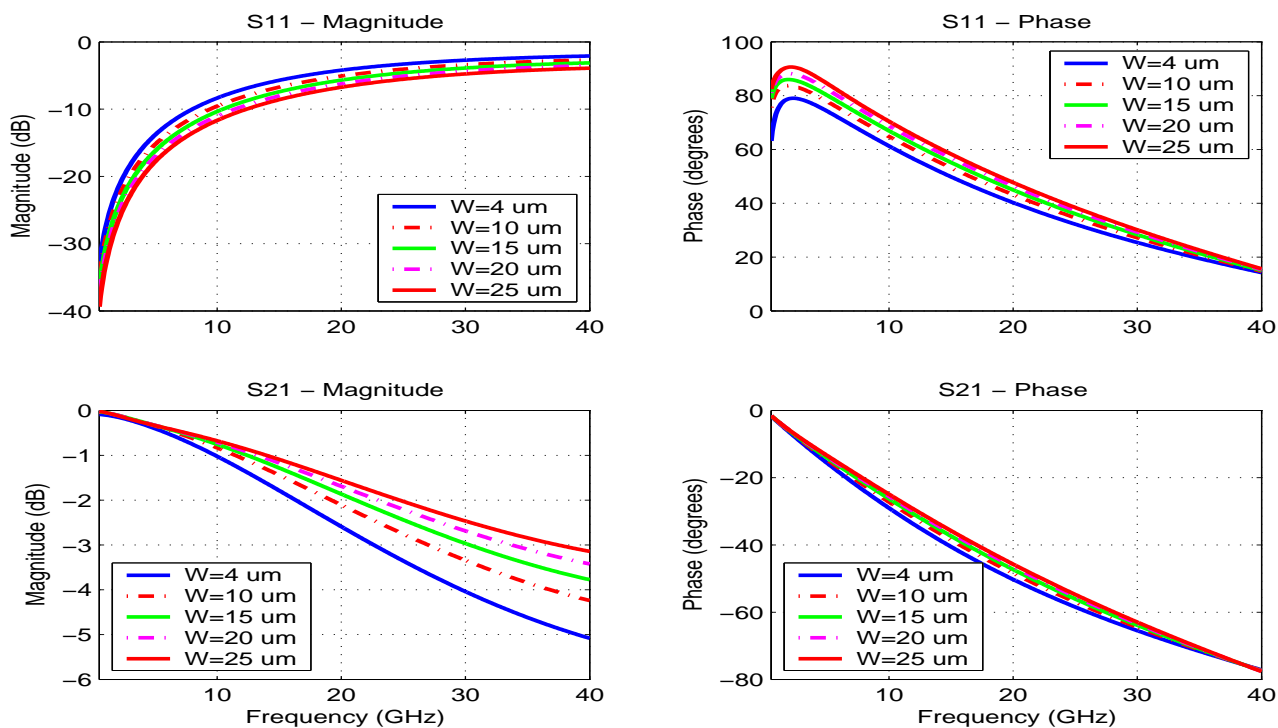 S11 – Magnitude
Magnitude (dB)
0
−10
−20
−30
−40
10
20
30
40
W=4 um
W=10 um
W=15 um
W=20 um
W=25 um
S11 – Phase
Phase (degrees)
100
80
60
40
20
0
10
20
30
40
W=4 um
W=10 um
W=15 um
W=20 um
W=25 um
S21 – Magnitude
Magnitude (dB)
0
−1
−2
−3
−4
−5
−6
10
20
30
40
Frequency (GHz)
W=4 um
W=10 um
W=15 um
W=20 um
W=25 um
S21 – Phase
Phase (degrees)
0
−20
−40
−60
−80
10
20
30
40
Frequency (GHz)
W=4 um
W=10 um
W=15 um
W=20 um
W=25 um